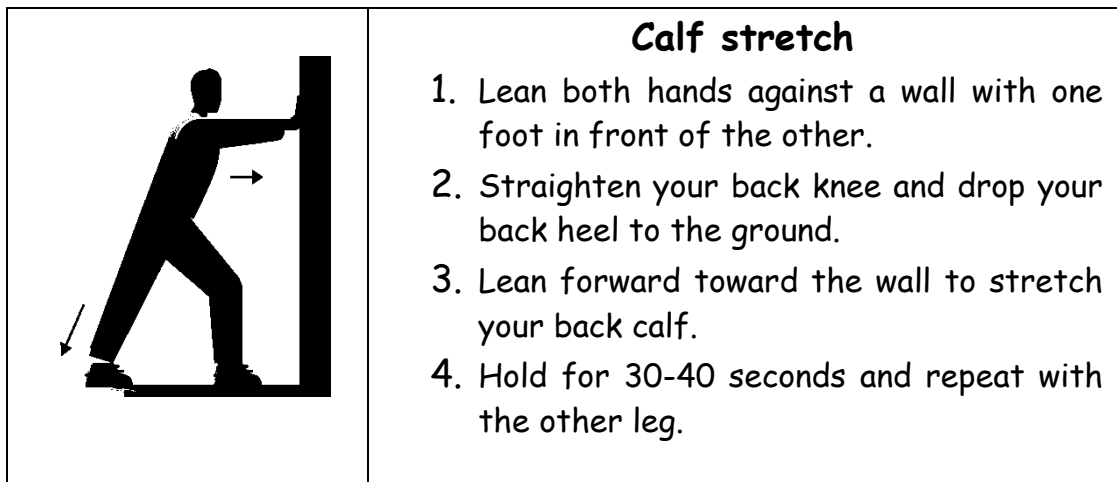 Calf stretch
1. Lean both hands against a wall with one
foot in front of the other.
2. Straighten your back knee and drop your
back heel to the ground.
3. Lean forward toward the wall to stretch
your back calf.
4. Hold for 30-40 seconds and repeat with
the other leg.